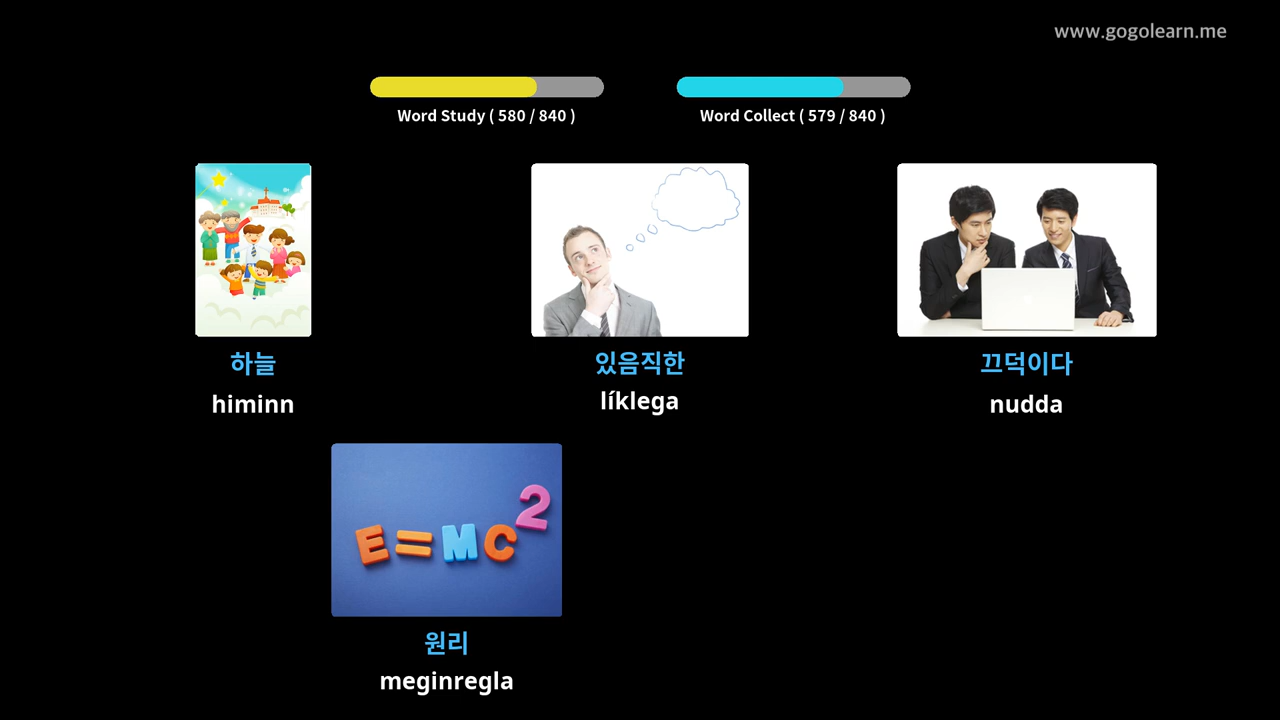 www.gogolearn.me
Word Study ( 580 / 840 )
Word Collect ( 579 / 840 )
하늘
himinn
있음직한
líklega
끄덕이다
nudda
E=MC2
원리
meginregla